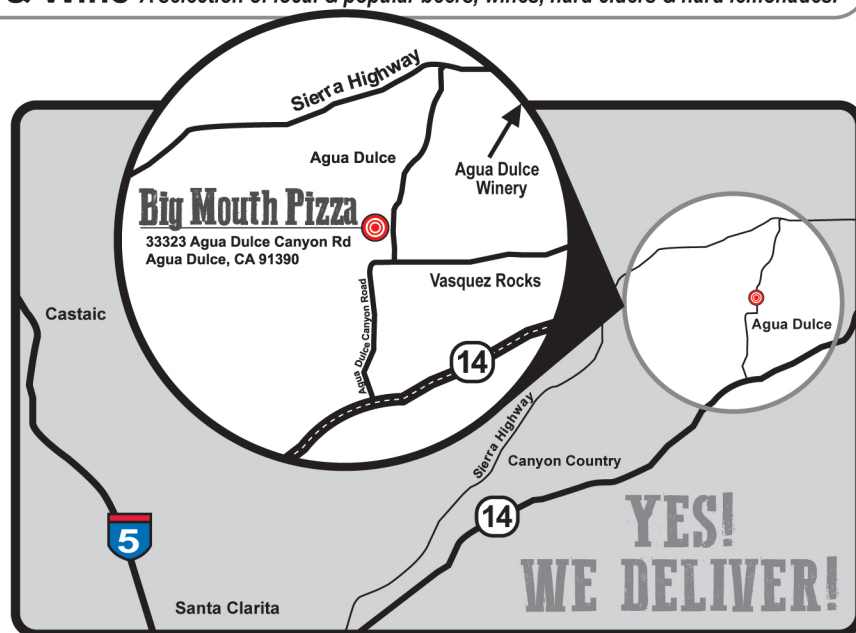 & Wine A selection of local & popular beers, wines, hard ciders & hard lemonades!
Sierra Highway
Agua Dulce
Agua Dulce
Winery
Big Mouth Pizza
33323 Agua Dulce Canyon Rd
Agua Dulce, CA 91390
Vasquez Rocks
Agua Dulce Canyon Road
14
Castaic
Agua Dulce
Sierra Highway
Canyon Country
14
5
Santa Clarita
YES!
WE DELIVER!